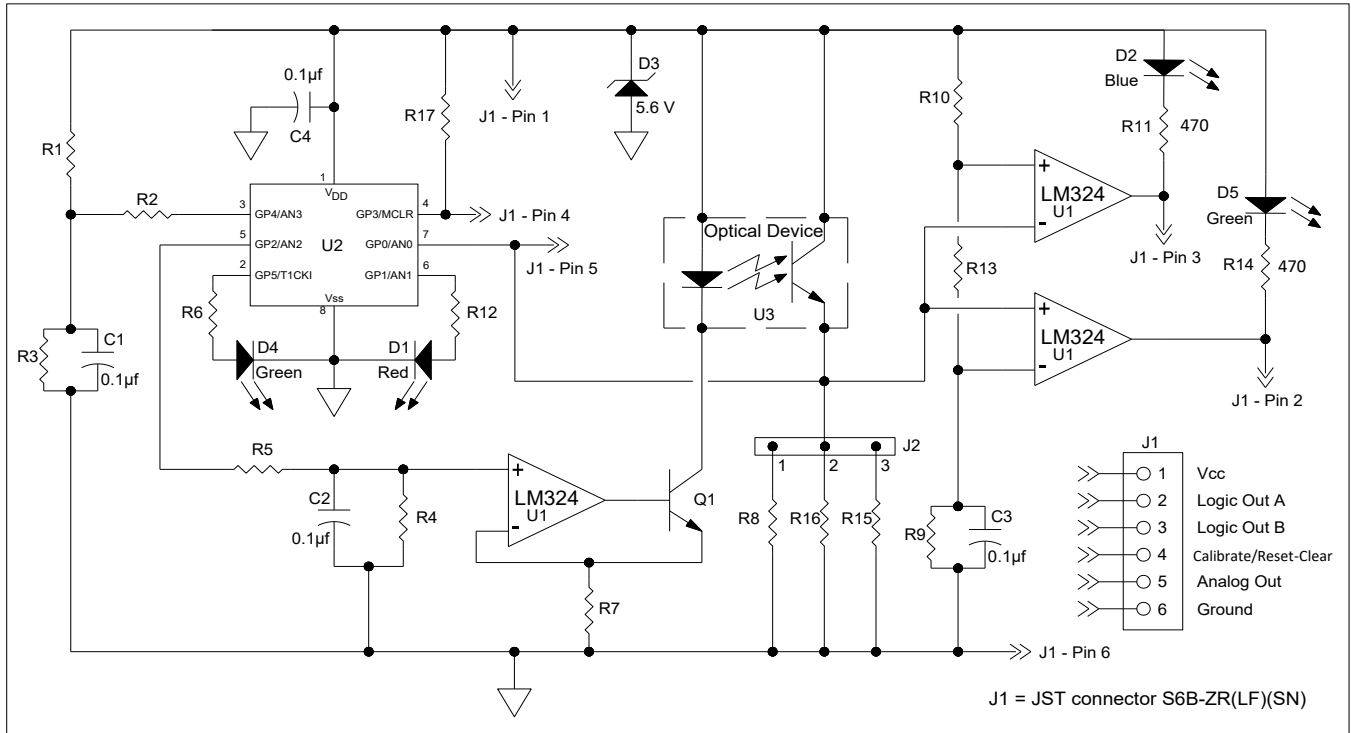 D3
5.6 V
D2
Blue
0.1µf
C4
R17
J1 - Pin 1
R10
R11
470
R1
R2
1
VDD
3
GP4/AN3
GP3/MCLR
4
J1 - Pin 4
5
GP2/AN2
U2
GP0/AN0
7
J1 - Pin 5
2
GP5/T1CKI
GP1/AN1
6
Vss
8
R6
R12
D4
Green
D1
Red
Optical Device
U3
+
LM324
U1
-
J1 - Pin 3
D5
Green
R14
470
R13
+
LM324
U1
-
J1 - Pin 2
R3
C1
0.1µf
R5
C2
0.1µf
R4
+
LM324
U1
-
Q1
R7
J2
1
2
3
R8
R16
R15
R9
C3
0.1µf
J1
1 Vcc
2 Logic Out A
3 Logic Out B
4 Calibrate/Reset-Clear
5 Analog Out
6 Ground
J1 - Pin 6
J1 = JST connector S6B-ZR(LF)(SN)